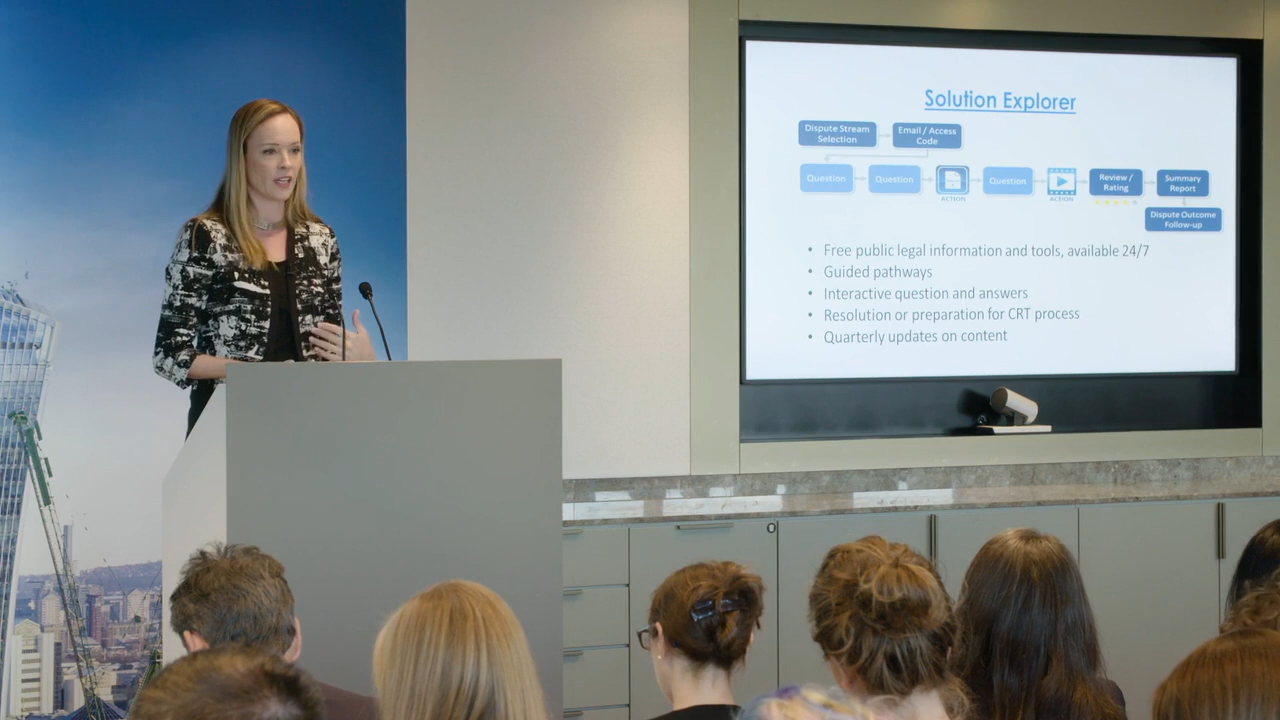 Solution Explorer
Dispute Stream
Selection
Email / Access
Code
Question
Question
ACTION
Question
ACTION
Review /
Rating
Summary
Report
Dispute Outcome
Follow-up
• Free public legal information and tools, available 24/7
• Guided pathways
• Interactive question and answers
• Resolution or preparation for CRT process
• Quarterly updates on content